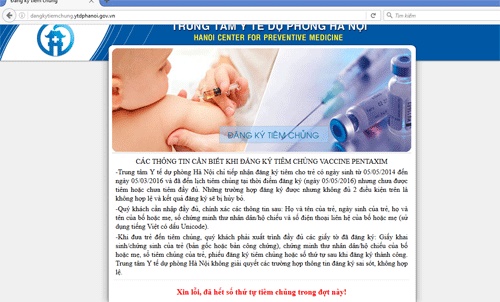 Đăng ký tiêm chủng
dangkytiemchung.ytdphanoi.gov.vn
Tìm kiếm
TRUNG TÂM Y TẾ DỰ PHÒNG HÀ NỘI
HANOI CENTER FOR PREVENTIVE MEDICINE
ĐĂNG KÝ TIÊM CHỦNG
CÁC THÔNG TIN CẦN BIẾT KHI ĐĂNG KÝ TIÊM CHỦNG VACCINE PENTAXIM
-Trung tâm Y tế dự phòng Hà Nội chỉ tiếp nhận đăng ký tiêm cho trẻ có ngày sinh từ 05/05/2014 đến
ngày 05/03/2016 và đã đến lịch tiêm chủng tại thời điểm đăng ký (ngày 05/05/2016) nhưng chưa được
tiêm hoặc chưa tiêm đầy đủ. Những trường hợp đăng ký được nhưng không đủ 2 điều kiện trên là
không hợp lệ và kết quả đăng ký sẽ bị hủy bỏ.
-Quý khách cần nhập đầy đủ, chính xác các thông tin sau: Họ và tên của trẻ, ngày sinh của trẻ, họ và
tên của bố hoặc mẹ, số chứng minh thư nhân dân/hộ chiếu và số điện thoại liên hệ của bố hoặc mẹ (sử
dụng tiếng Việt có dấu Unicode).
-Khi đưa trẻ đến tiêm chủng, quý khách phải xuất trình đầy đủ các giấy tờ đã đăng ký: Giấy khai
sinh/chứng sinh của trẻ (bản gốc hoặc bản công chứng), chứng minh thư nhân dân/hộ chiếu của bố
hoặc mẹ, sổ tiêm chủng của trẻ, phiếu đăng ký tiêm chủng hoặc số thứ tự sau khi đăng ký thành công.
Trung tâm Y tế dự phòng Hà Nội không giải quyết các trường hợp thông tin đăng ký sai sót, không hợp
lệ.
Xin lỗi, đã hết số thứ tự tiêm chủng trong đợt này!